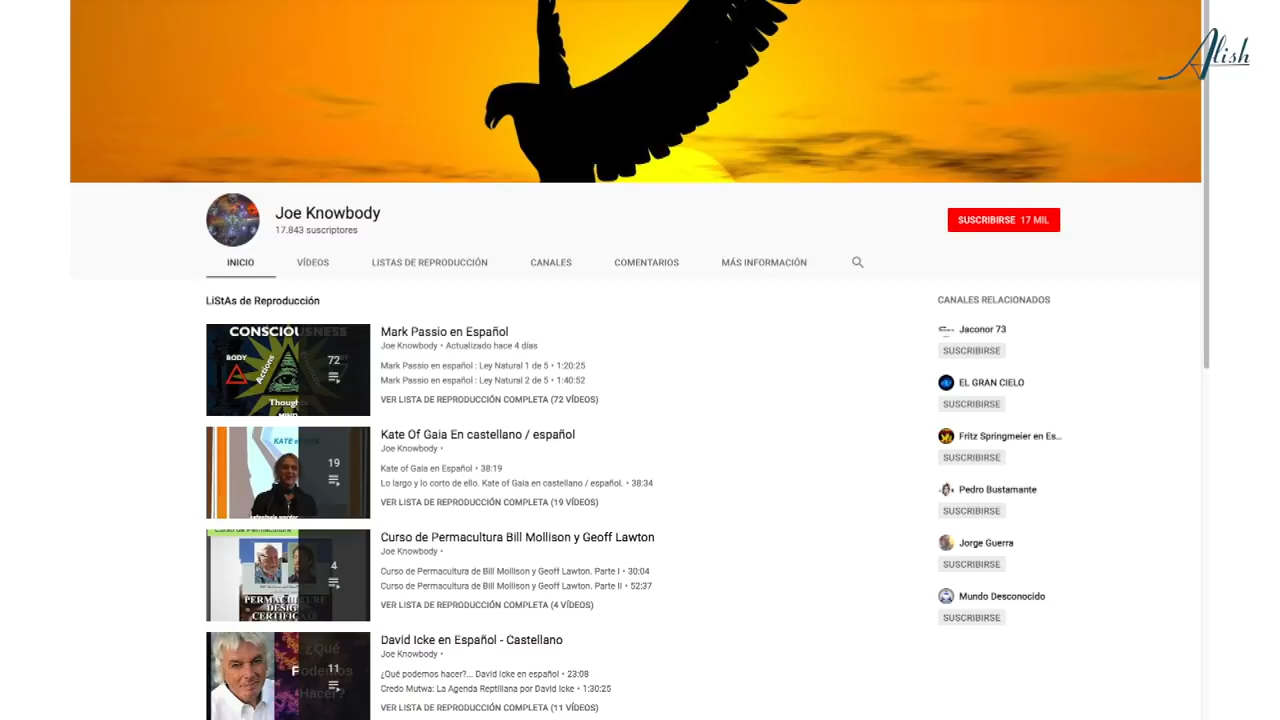 Alish
Joe Knowbody
17.843 suscriptores
SUSCRIBIRSE 17 MIL
INICIO
VÍDEOS
LISTAS DE REPRODUCCIÓN
CANALES
COMENTARIOS
MÁS INFORMACIÓN
LiStAs de Reproducción
CONSCIOUSNESS
BODY
Actions
72
Mark Passio en Español
Joe Knowbody • Actualizado hace 4 días
Mark Passio en español : Ley Natural 1 de 5 • 1:20:25
Mark Passio en español : Ley Natural 2 de 5 • 1:40:52
VER LISTA DE REPRODUCCIÓN COMPLETA (72 VÍDEOS)
19
Kate Of Gaia En castellano / español
Joe Knowbody •
Kate of Gaia en Español • 38:19
Lo largo y lo corto de ello. Kate of Gaia en castellano / español. • 38:34
VER LISTA DE REPRODUCCIÓN COMPLETA (19 VÍDEOS)
Curso de Permacultura
4
PERMACULTURE
DESIGN
Curso de Permacultura Bill Mollison y Geoff Lawton
Joe Knowbody •
Curso de Permacultura de Bill Mollison y Geoff Lawton. Parte I • 30:04
Curso de Permacultura de Bill Mollison y Geoff Lawton. Parte II • 52:37
VER LISTA DE REPRODUCCIÓN COMPLETA (4 VÍDEOS)
¿Qué
Podemos
Hacer?
11
David Icke en Español - Castellano
Joe Knowbody •
¿Qué podemos hacer?... David Icke en español • 23:08
Credo Mutwa: La Agenda Reptiliana por David Icke • 1:30:25
VER LISTA DE REPRODUCCIÓN COMPLETA (11 VÍDEOS)
CANALES RELACIONADOS
Jaconor 73
SUSCRIBIRSE
EL GRAN CIELO
SUSCRIBIRSE
Fritz Springmeier en Es...
SUSCRIBIRSE
Pedro Bustamante
SUSCRIBIRSE
Jorge Guerra
SUSCRIBIRSE
Mundo Desconocido
SUSCRIBIRSE